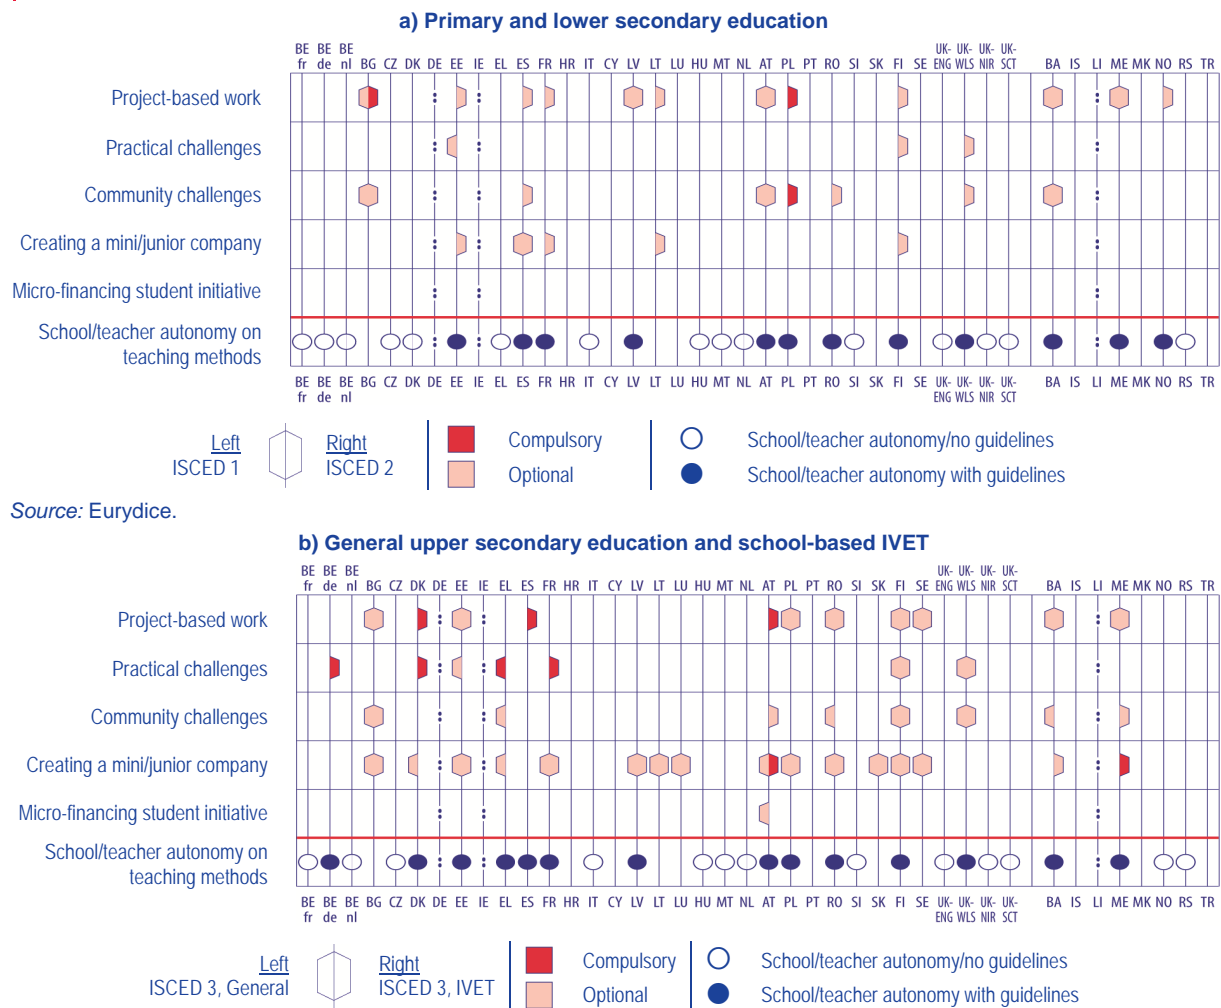 a) Primary and lower secondary education
BE BE BE UK- UK- UK- UK-
fr de nl BG CZ DK DE EE IE EL ES FR HR IT CY LV LT LU HU MT NL AT PL PT RO SI SK FI SE ENG WLS NIR SCT BA IS LI ME MK NO RS TR
Project-based work
Practical challenges
Community challenges
Creating a mini/junior company
Micro-financing student initiative
School/teacher autonomy on
teaching methods
BE BE BE BG CZ DK DE EE IE EL ES FR HR IT CY LV LT LU HU MT NL AT PL PT RO SI SK FI SE UK- UK- UK- UK- BA IS LI ME MK NO RS TR
fr de nl ENG WLS NIR SCT
Left Right Compulsory School/teacher autonomy/no guidelines
ISCED 1 ISCED 2 Optional School/teacher autonomy with guidelines
Source: Eurydice.
b) General upper secondary education and school-based IVET
BE BE BE UK- UK- UK- UK-
fr de nl BG CZ DK DE EE IE EL ES FR HR IT CY LV LT LU HU MT NL AT PL PT RO SI SK FI SE ENG WLS NIR SCT BA IS LI ME MK NO RS TR
Project-based work
Practical challenges
Community challenges
Creating a mini/junior company
Micro-financing student initiative
School/teacher autonomy on
teaching methods
BE BE BE BG CZ DK DE EE IE EL ES FR HR IT CY LV LT LU HU MT NL AT PL PT RO SI SK FI SE UK- UK- UK- UK- BA IS LI ME MK NO RS TR
fr de nl ENG WLS NIR SCT
Left Right Compulsory School/teacher autonomy/no guidelines
ISCED 3, General ISCED 3, IVET Optional School/teacher autonomy with guidelines